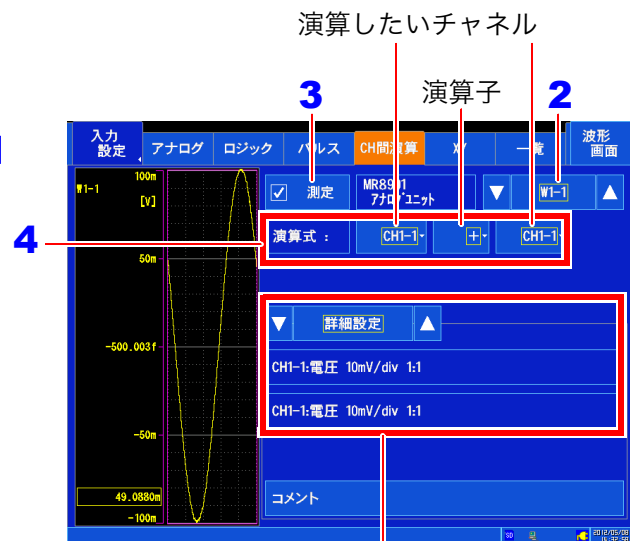 演算したいチャネル
3
演算子
2
入力
設定
アナログ
ロジック
パルス
CH間演算
XY
一覧
波形
画面
W1-1
100m
[V]
50m
-500.003f
-50m
49.0880m
-100m
測定
MR8901
アナログユニット
W1-1
4
演算式 :
CH1-1
+
CH1-1
詳細設定
CH1-1:電圧 10mV/div 1:1
CH1-1:電圧 10mV/div 1:1
コメント
SD
2012/05/08